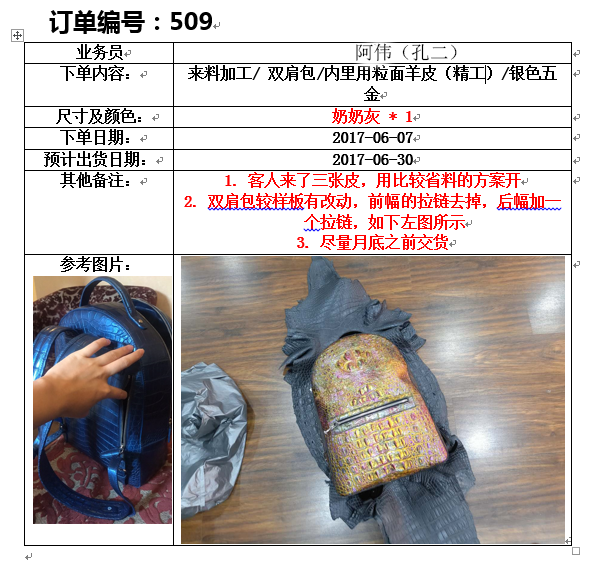 订单编号：509
业务员
阿伟（孔二）
下单内容：
来料加工/ 双肩包/内里用粒面羊皮（精工）/银色五
金
尺寸及颜色：
奶奶灰 * 1
下单日期：
2017-06-07
预计出货日期：
2017-06-30
其他备注：
1. 客人来了三张皮，用比较省料的方案开
2. 双肩包较样板有改动，前幅的拉链去掉，后幅加一
个拉链，如下左图所示
3. 尽量月底之前交货
参考图片：